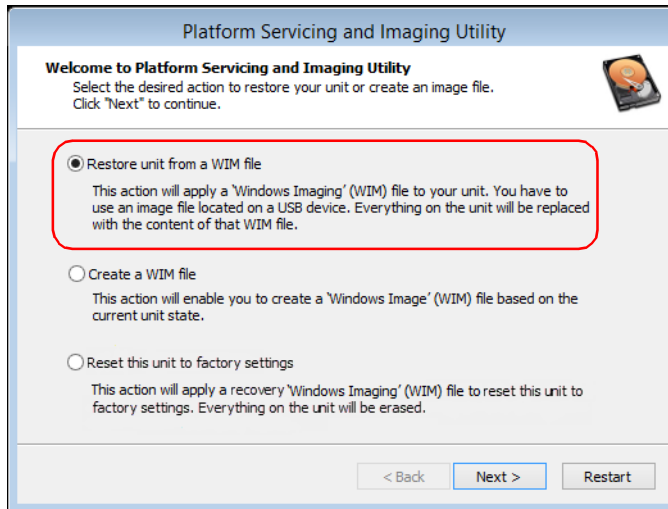 Platform Servicing and Imaging Utility
Welcome to Platform Servicing and Imaging Utility
Select the desired action to restore your unit or create an image file.
Click "Next" to continue.
Restore unit from a WIM file
This action will apply a 'Windows Imaging' (WIM) file to your unit. You have to
use an image file located on a USB device. Everything on the unit will be replaced
with the content of that WIM file.
Create a WIM file
This action will enable you to create a 'Windows Image' (WIM) file based on the
current unit state.
Reset this unit to factory settings
This action will apply a recovery 'Windows Imaging' (WIM) file to reset this unit to
factory settings. Everything on the unit will be erased.
< Back Next > Restart